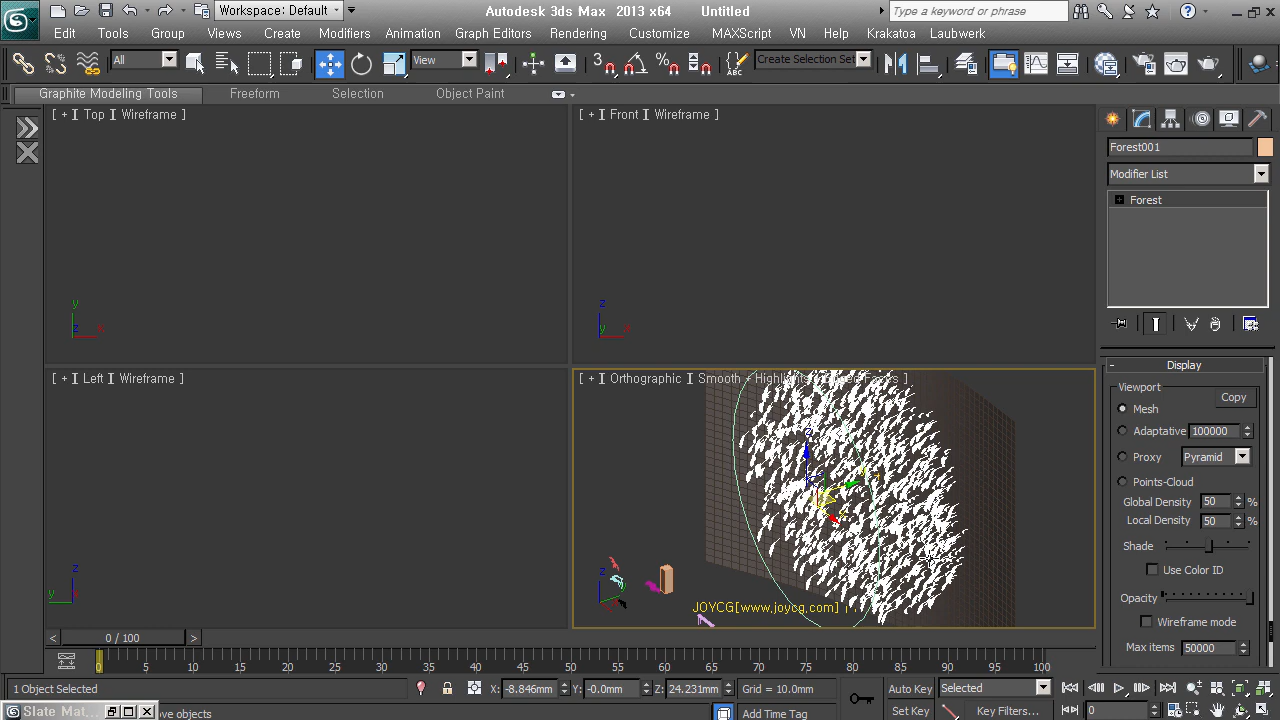 Autodesk 3ds Max 2013 x64 Untitled
Workspace: Default
Type a keyword or phrase
Edit Tools Group Views Create Modifiers Animation Graph Editors Rendering Customize MAXScript VN Help Krakatoa Laubwerk
All
View
3
Create Selection Set
Graphite Modeling Tools Freeform Selection Object Paint
[ + ] Top ] Wireframe ]
[ + ] Front ] Wireframe ]
Forest001
Modifier List
Forest
y
z
x
z
y
x
[ + ] Left ] Wireframe ]
[ + ] Orthographic ] Smooth + Highlights
Display
Viewport
Copy
Mesh
Adaptative 100000
Proxy Pyramid
Points-Cloud
Global Density 50 %
Local Density 50 %
Shade
Use Color ID
Opacity
Wireframe mode
Max items 50000
z
y
z
JOYCG[www.joycg.com]
< 0 / 100 >
0 5 10 15 20 25 30 35 40 45 50 55 60 65 70 75 80 85 90 95 100
1 Object Selected
X: -8.846mm Y: -0.0mm Z: 24.231mm Grid = 10.0mm
Auto Key Selected
Slate Mat...
ve objects
Add Time Tag
Set Key Key Filters... 0